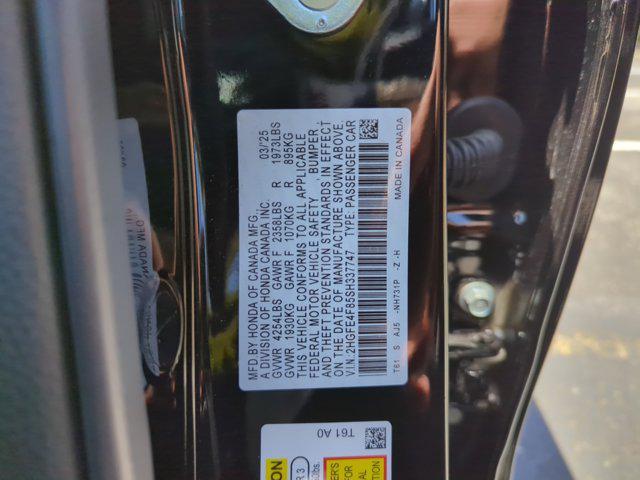 MFD.BY HONDA OF CANADA MFG.,
A DIVISION OF HONDA CANADA INC. 03/25
GVWR 4254LBS GAWR F 2358LBS R 1973LBS
GVWR 1930KG GAWR F 1070KG R 895KG
THIS VEHICLE CONFORMS TO ALL APPLICABLE
FEDERAL MOTOR VEHICLE SAFETY , BUMPER ,
AND THEFT PREVENTION STANDARDS IN EFFECT
ON THE DATE OF MANUFACTURE SHOWN ABOVE.
V.I.N. 2HGFE4F85SH337747 TYPE: PASSENGER CAR
T61 S AJ5 -NH731P -Z -H MADE IN CANADA
T61 A0